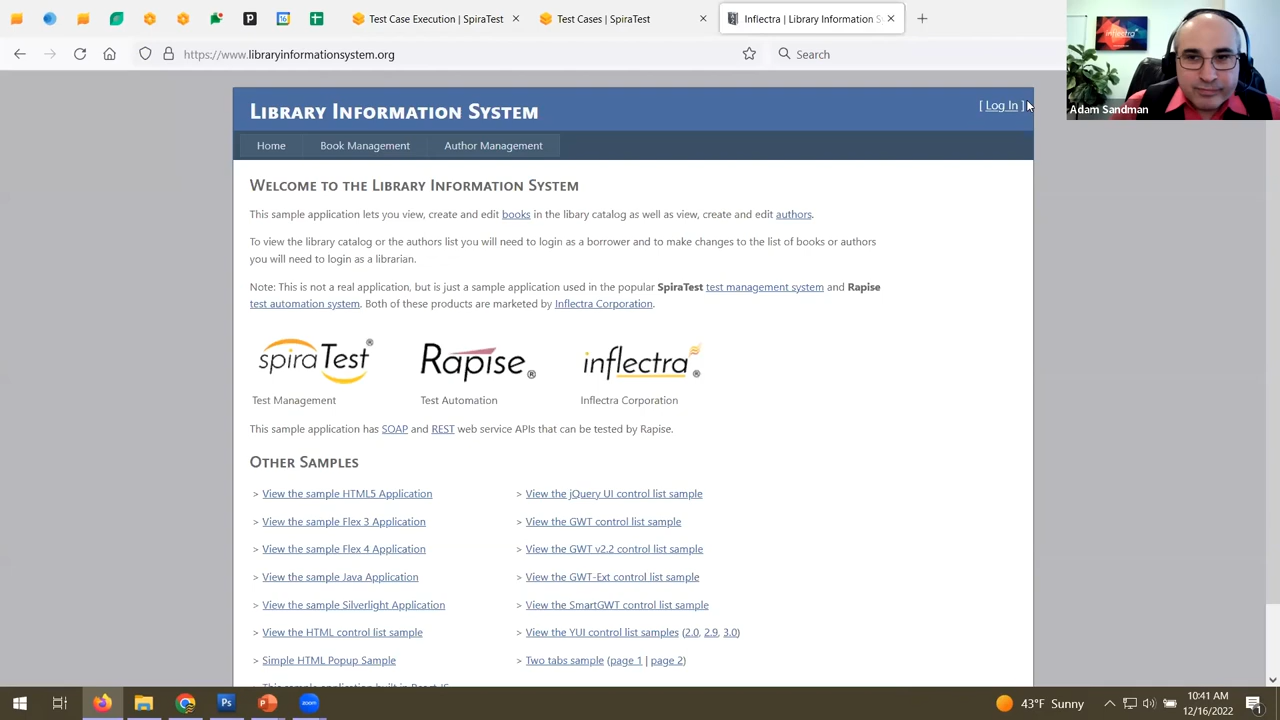 Test Case Execution | SpiraTest
Test Cases | SpiraTest
Inflectra | Library Information S
https://www.libraryinformationsystem.org
Search
inflectra
Adam Sandman
Library Information System
[ Log In ]
Home
Book Management
Author Management
Welcome to the Library Information System
This sample application lets you view, create and edit books in the libary catalog as well as view, create and edit authors.
To view the library catalog or the authors list you will need to login as a borrower and to make changes to the list of books or authors
you will need to login as a librarian.
Note: This is not a real application, but is just a sample application used in the popular SpiraTest test management system and Rapise
test automation system. Both of these products are marketed by Inflectra Corporation.
spiraTest®
Rapise®
inflectra®
Test Management
Test Automation
Inflectra Corporation
This sample application has SOAP and REST web service APIs that can be tested by Rapise.
Other Samples
> View the sample HTML5 Application
> View the jQuery UI control list sample
> View the sample Flex 3 Application
> View the GWT control list sample
> View the sample Flex 4 Application
> View the GWT v2.2 control list sample
> View the sample Java Application
> View the GWT-Ext control list sample
> View the sample Silverlight Application
> View the SmartGWT control list sample
> View the HTML control list sample
> View the YUI control list samples (2.0, 2.9, 3.0)
> Simple HTML Popup Sample
> Two tabs sample (page 1 | page 2)
43°F Sunny
10:41 AM
12/16/2022